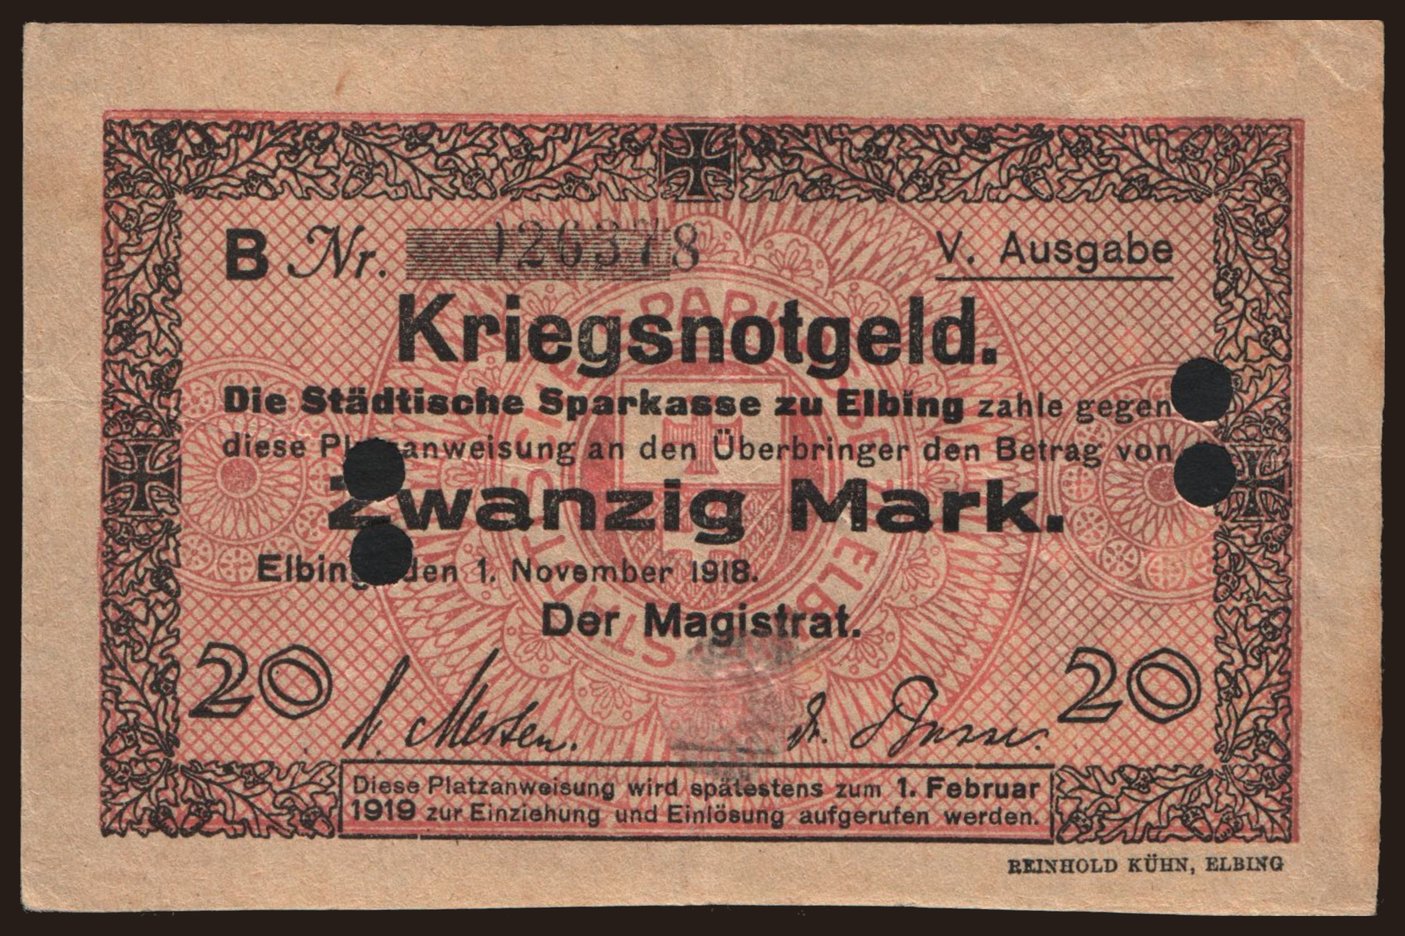 B Nr. 126378
V. Ausgabe
Kriegsnotgeld.
Die Städtische Sparkasse zu Elbing zahle gegen
diese Platzanweisung an den Überbringer den Betrag von
Zwanzig Mark.
Elbing, den 1. November 1918.
Der Magistrat.
20 20
Diese Platzanweisung wird spätestens zum 1. Februar
1919 zur Einziehung und Einlösung aufgerufen werden.
REINHOLD KÜHN, ELBING